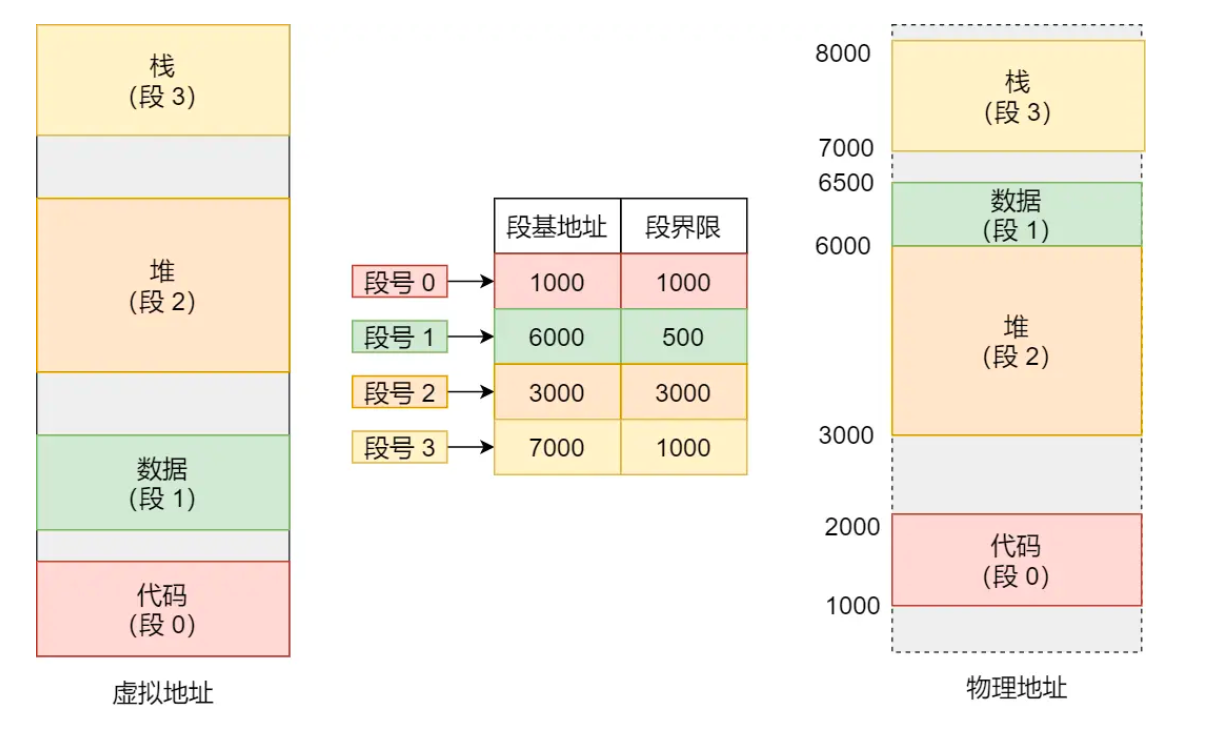 栈
（段 3）
堆
（段 2）
数据
（段 1）
代码
（段 0）
虚拟地址
段基地址 段界限
段号 0 1000 1000
段号 1 6000 500
段号 2 3000 3000
段号 3 7000 1000
8000
栈
（段 3）
7000
6500
数据
（段 1）
6000
堆
（段 2）
3000
2000
代码
（段 0）
1000
物理地址